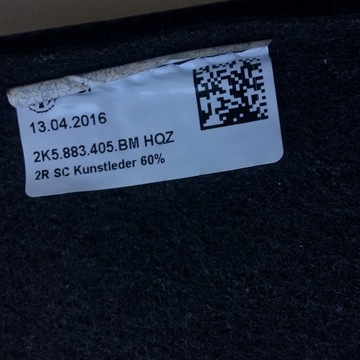 13.04.2016
2K5.883.405.BM HQZ
2R SC Kunstleder 60%